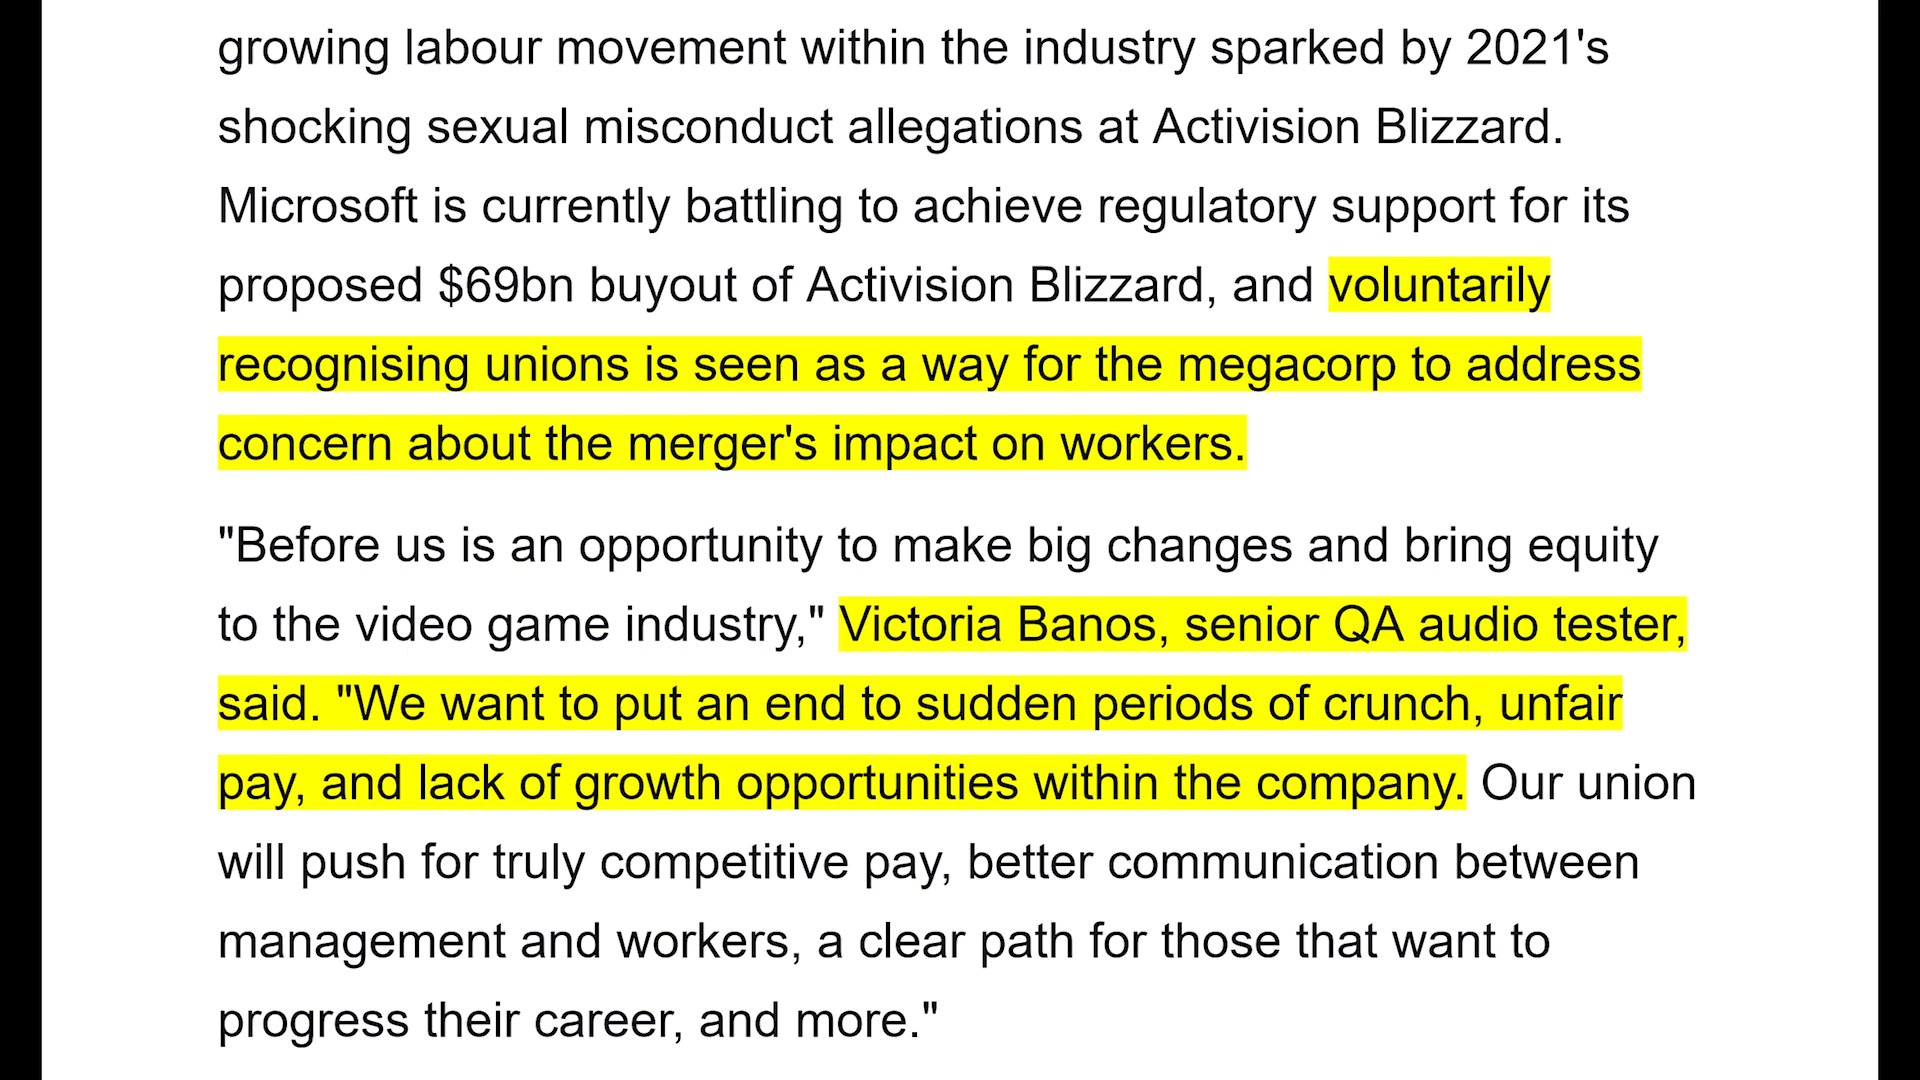 growing labour movement within the industry sparked by 2021's
shocking sexual misconduct allegations at Activision Blizzard.
Microsoft is currently battling to achieve regulatory support for its
proposed $69bn buyout of Activision Blizzard, and voluntarily
recognising unions is seen as a way for the megacorp to address
concern about the merger's impact on workers.
"Before us is an opportunity to make big changes and bring equity
to the video game industry," Victoria Banos, senior QA audio tester,
said. "We want to put an end to sudden periods of crunch, unfair
pay, and lack of growth opportunities within the company. Our union
will push for truly competitive pay, better communication between
management and workers, a clear path for those that want to
progress their career, and more."